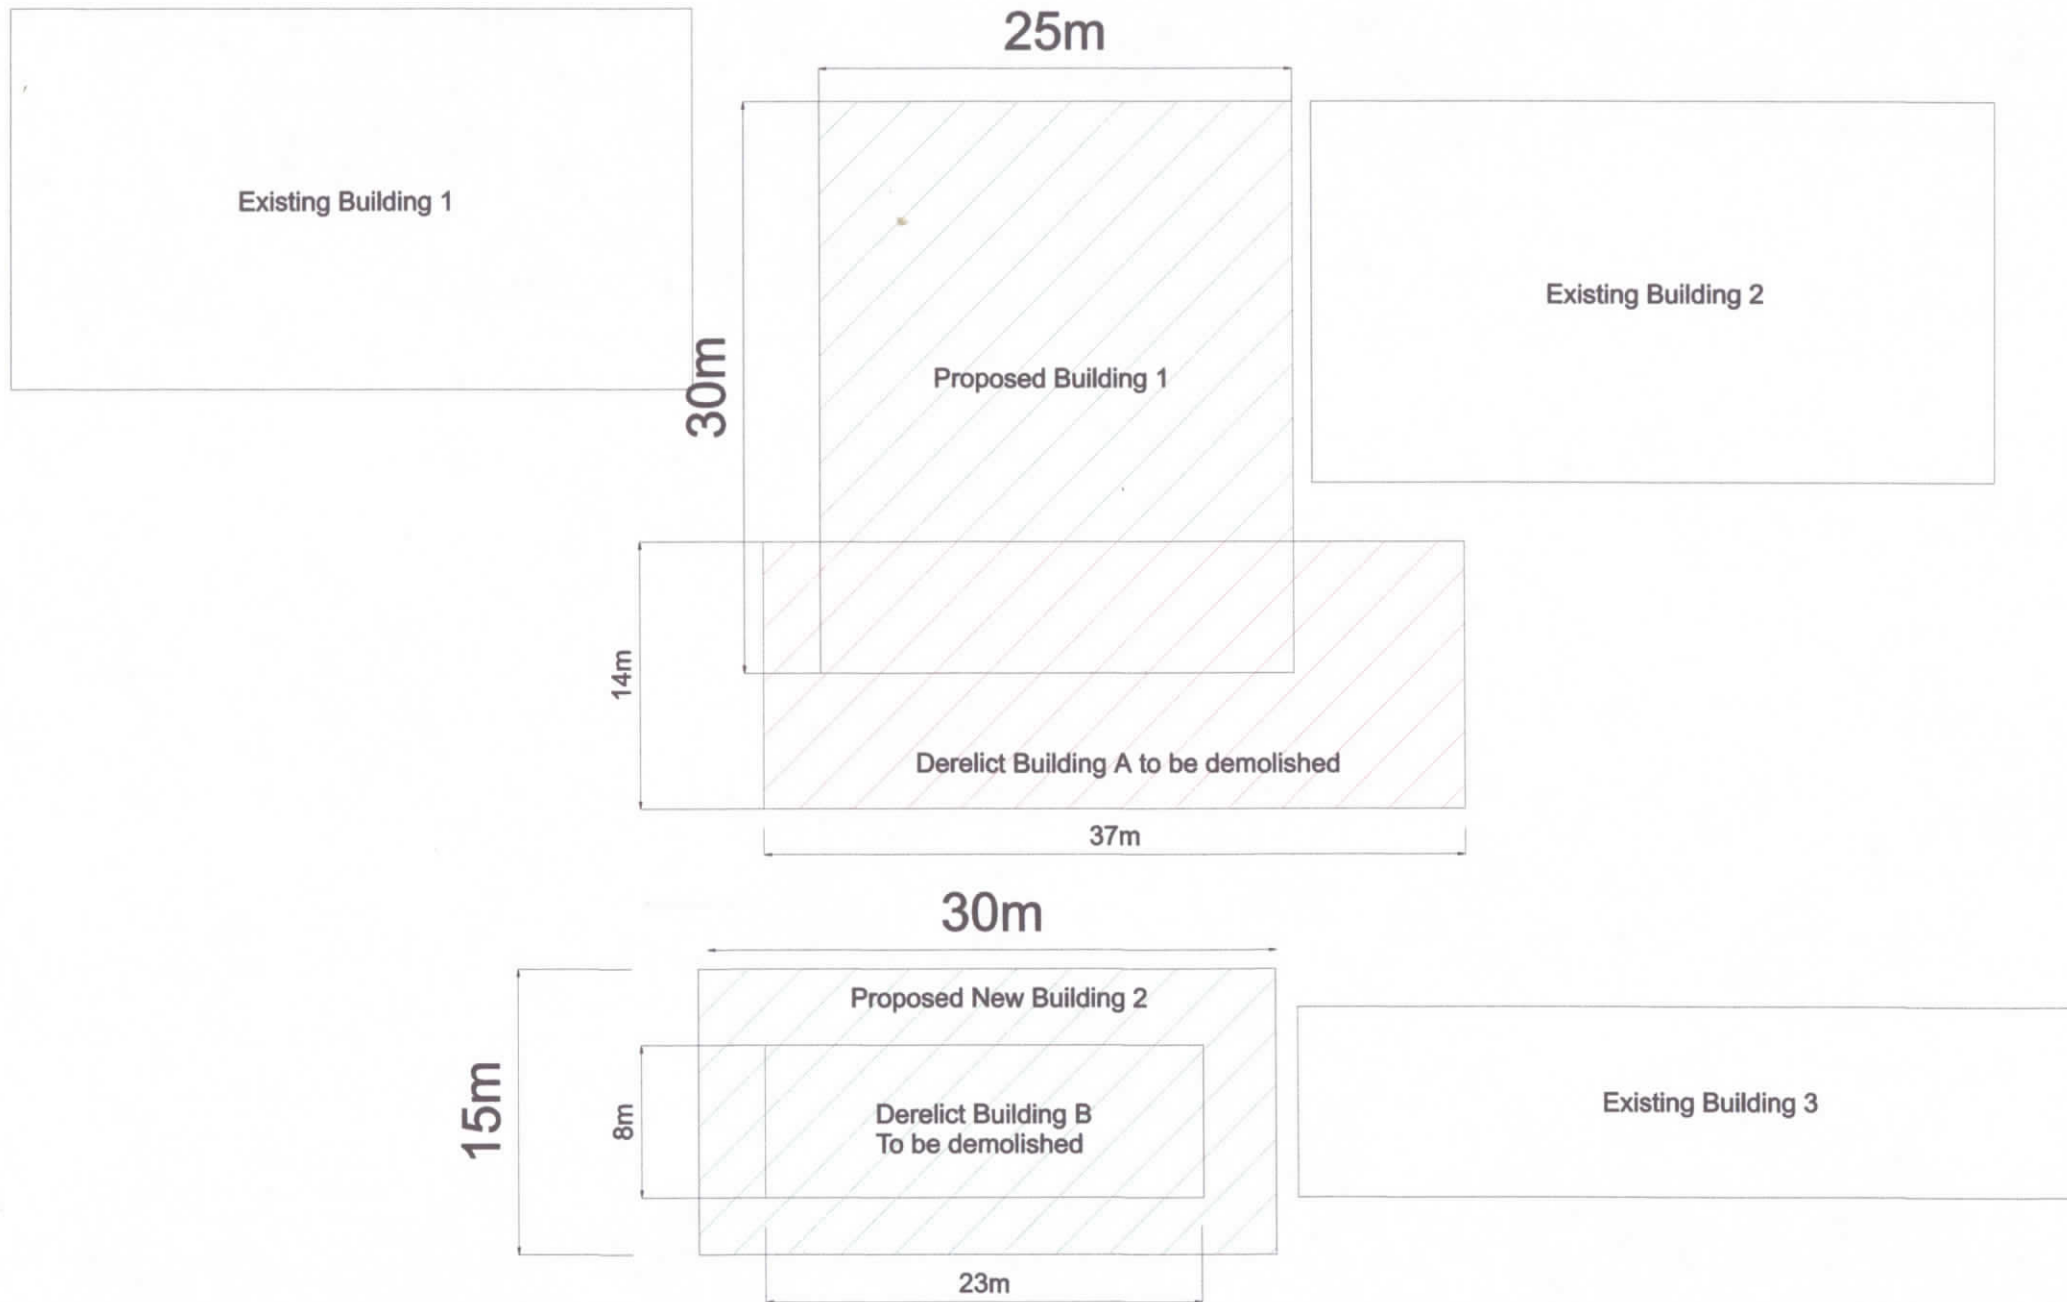 25m
Existing Building 1
Existing Building 2
30m
Proposed Building 1
14m
Derelict Building A to be demolished
37m
30m
Proposed New Building 2
15m
8m
Derelict Building B
To be demolished
Existing Building 3
23m